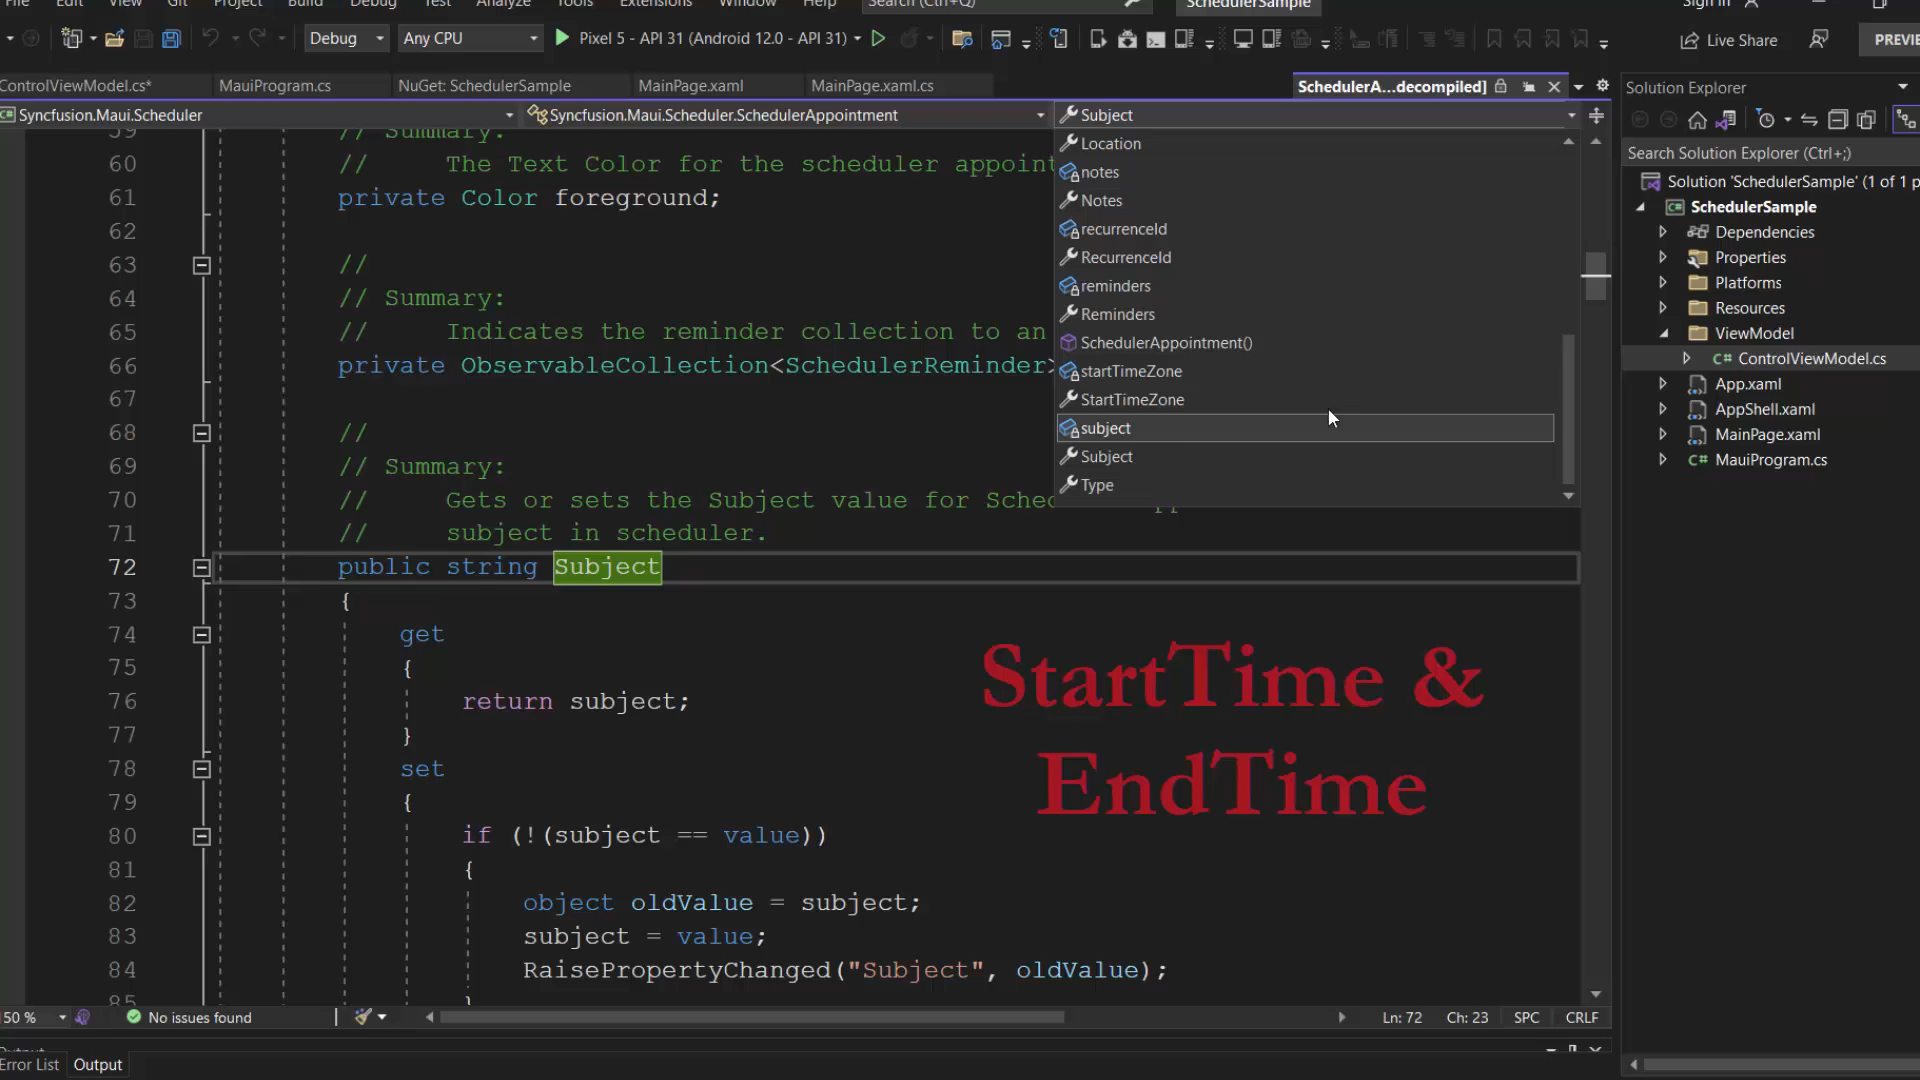 File Edit View Git Project Build Debug Test Analyze Tools Extensions Window Help Search (Ctrl+Q) SchedulerSample Sign in
Debug Any CPU Pixel 5 - API 31 (Android 12.0 - API 31) Live Share PREVIE
ControlViewModel.cs* MauiProgram.cs NuGet: SchedulerSample MainPage.xaml MainPage.xaml.cs SchedulerA...decompiled]
Syncfusion.Maui.Scheduler Syncfusion.Maui.Scheduler.SchedulerAppointment Subject
Location
notes
Notes
recurrenceId
RecurrenceId
reminders
Reminders
SchedulerAppointment()
startTimeZone
StartTimeZone
subject
Subject
Type
59 // Summary:
60 // The Text Color for the scheduler appoint
61 private Color foreground;
62
63 //
64 // Summary:
65 // Indicates the reminder collection to an
66 private ObservableCollection<SchedulerReminder>
67
68 //
69 // Summary:
70 // Gets or sets the Subject value for Sched
71 // subject in scheduler.
72 public string Subject
73 {
74 get
75 {
76 return subject;
77 }
78 set
79 {
80 if (!(subject == value))
81 {
82 object oldValue = subject;
83 subject = value;
84 RaisePropertyChanged("Subject", oldValue);
85 }
StartTime &
EndTime
50 % No issues found Ln: 72 Ch: 23 SPC CRLF
Error List Output
Solution Explorer
Search Solution Explorer (Ctrl+;)
Solution 'SchedulerSample' (1 of 1 p
SchedulerSample
Dependencies
Properties
Platforms
Resources
ViewModel
C# ControlViewModel.cs
App.xaml
AppShell.xaml
MainPage.xaml
C# MauiProgram.cs